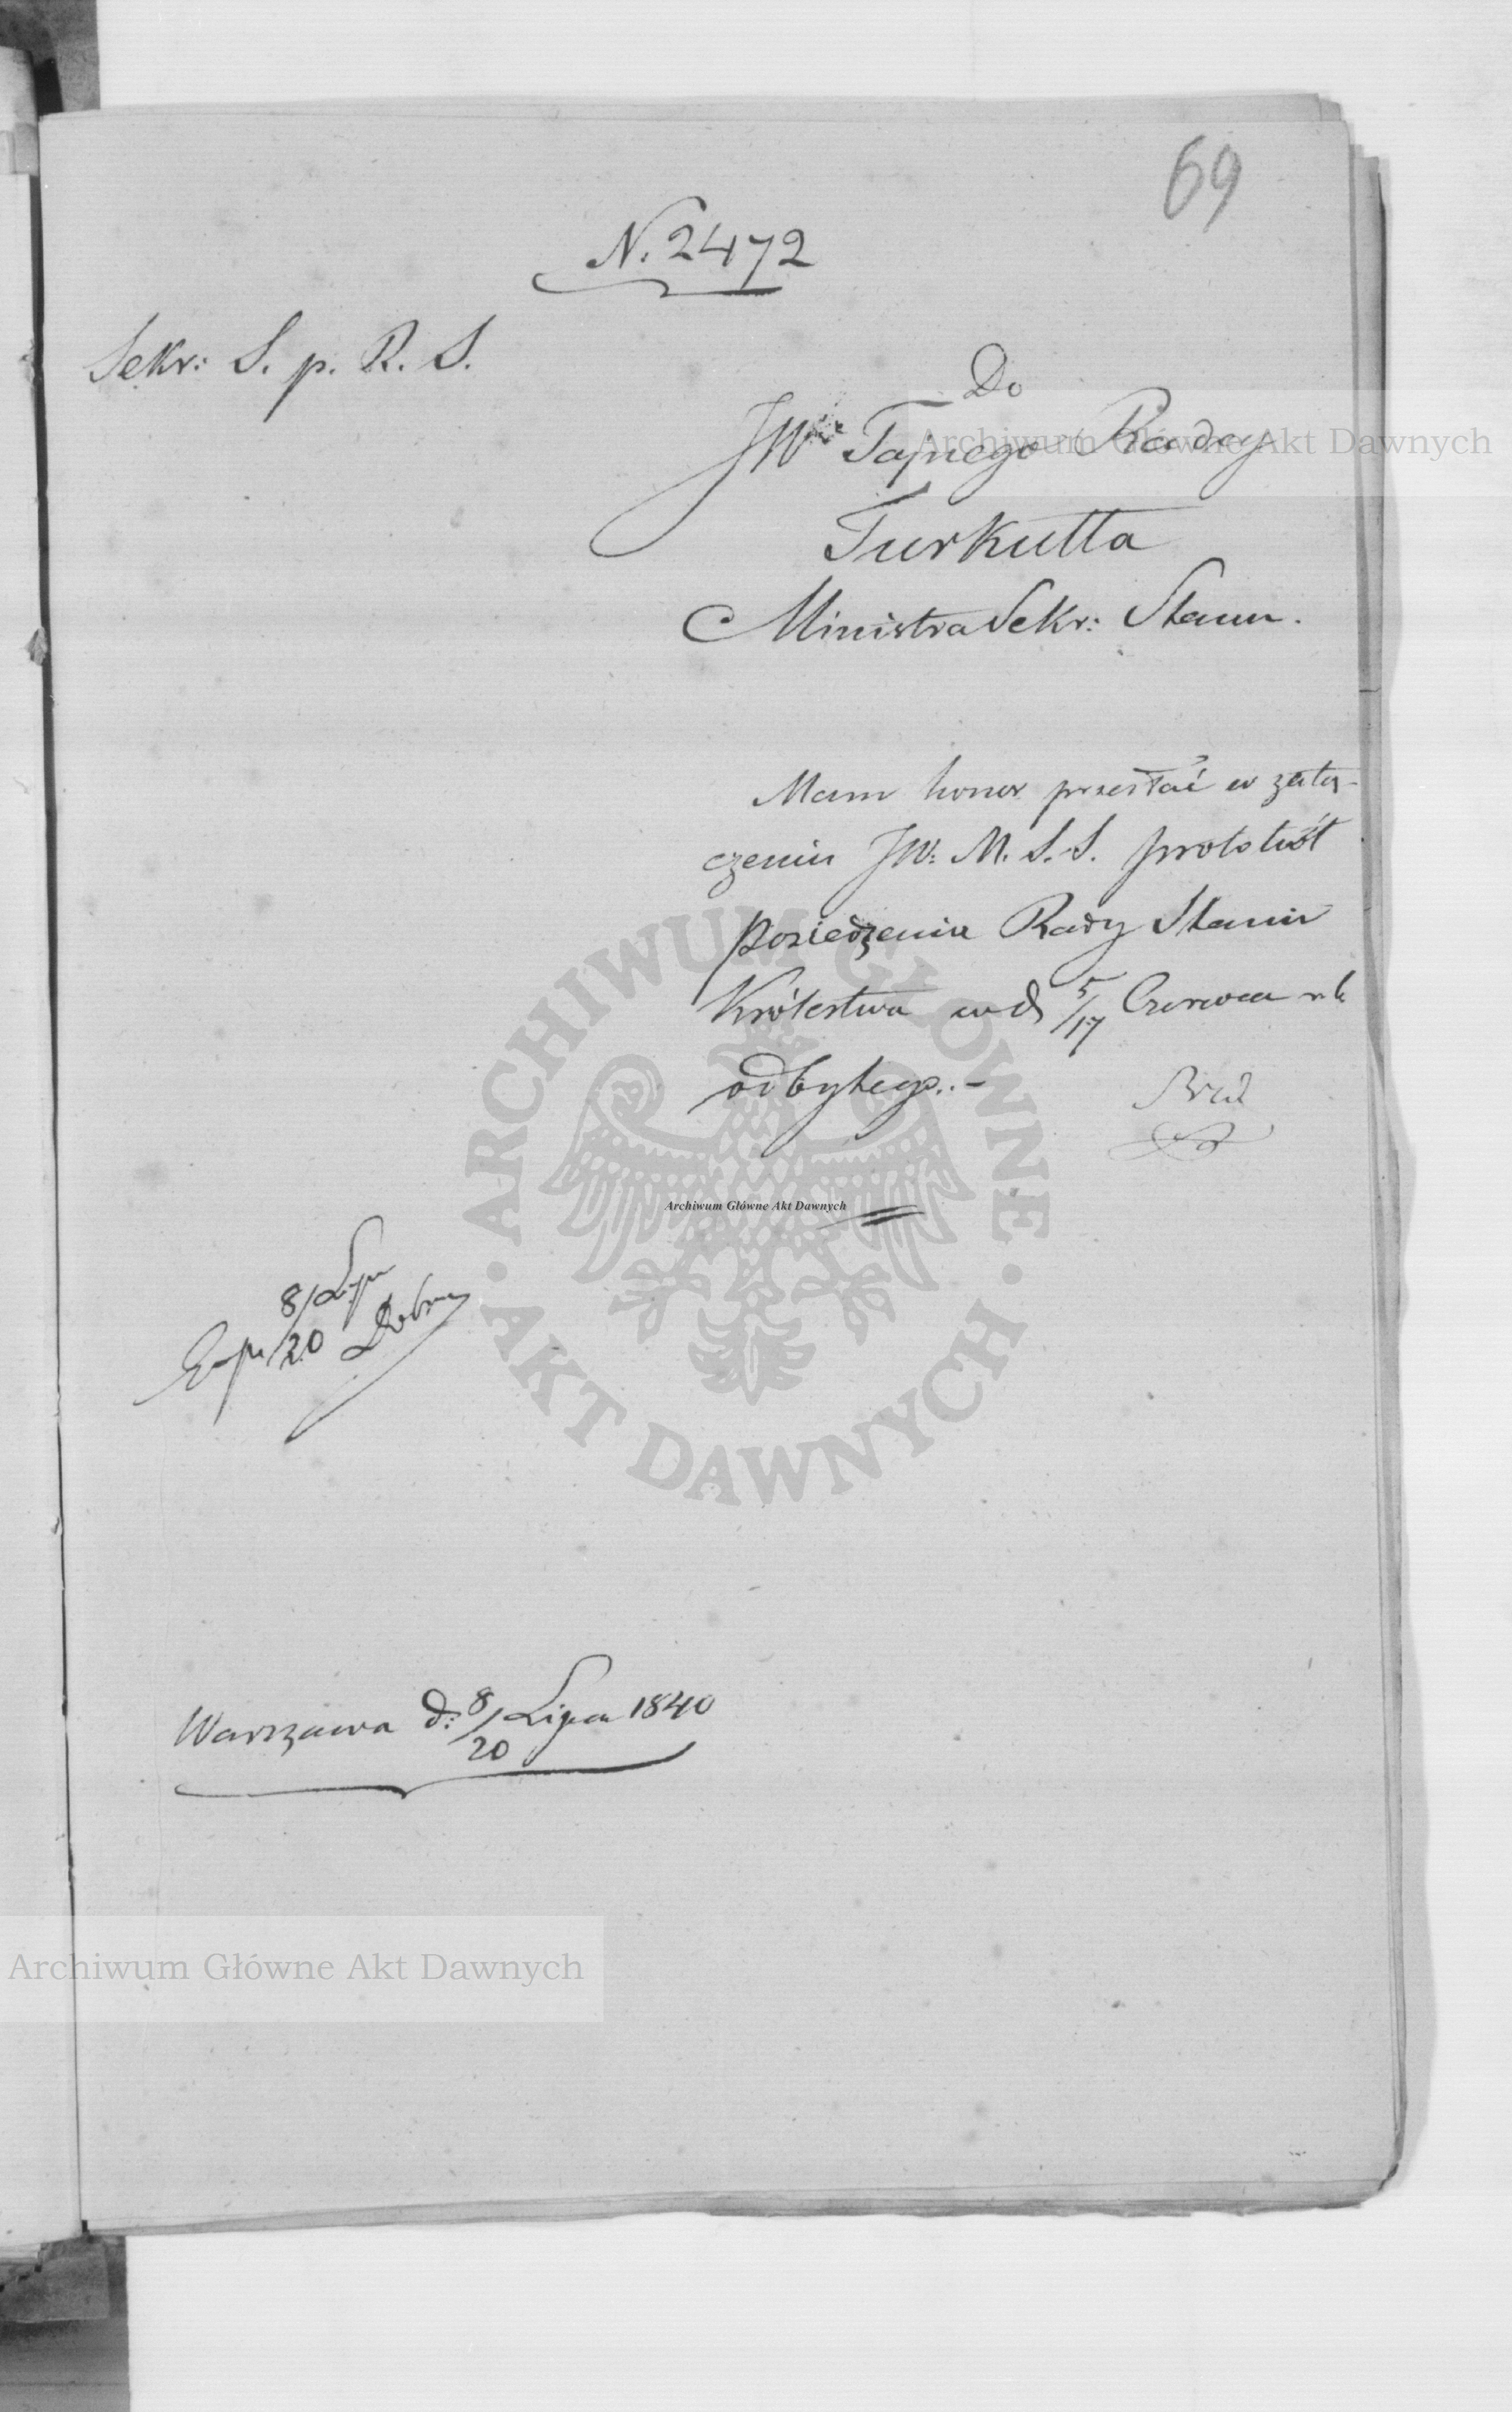 69
N. 2472
Sekr: S. p. R. S.
Do
JW Tajnego Radcy
Turkułła
Ministra Sekr: Stanu.
Mam honor przesłać w załą-
czeniu JW: M. S. S. protokół
posiedzenia Rady Stanu
Królestwa w d. 5/17 Czerwca r. b.
odbytego. -
Archiwum Główne Akt Dawnych
ARCHIWUM GŁÓWNE
AKT DAWNYCH
Archiwum Główne Akt Dawnych
Exp 8/20 Lipca
Warszawa d: 8/20 Lipca 1840
Archiwum Główne Akt Dawnych